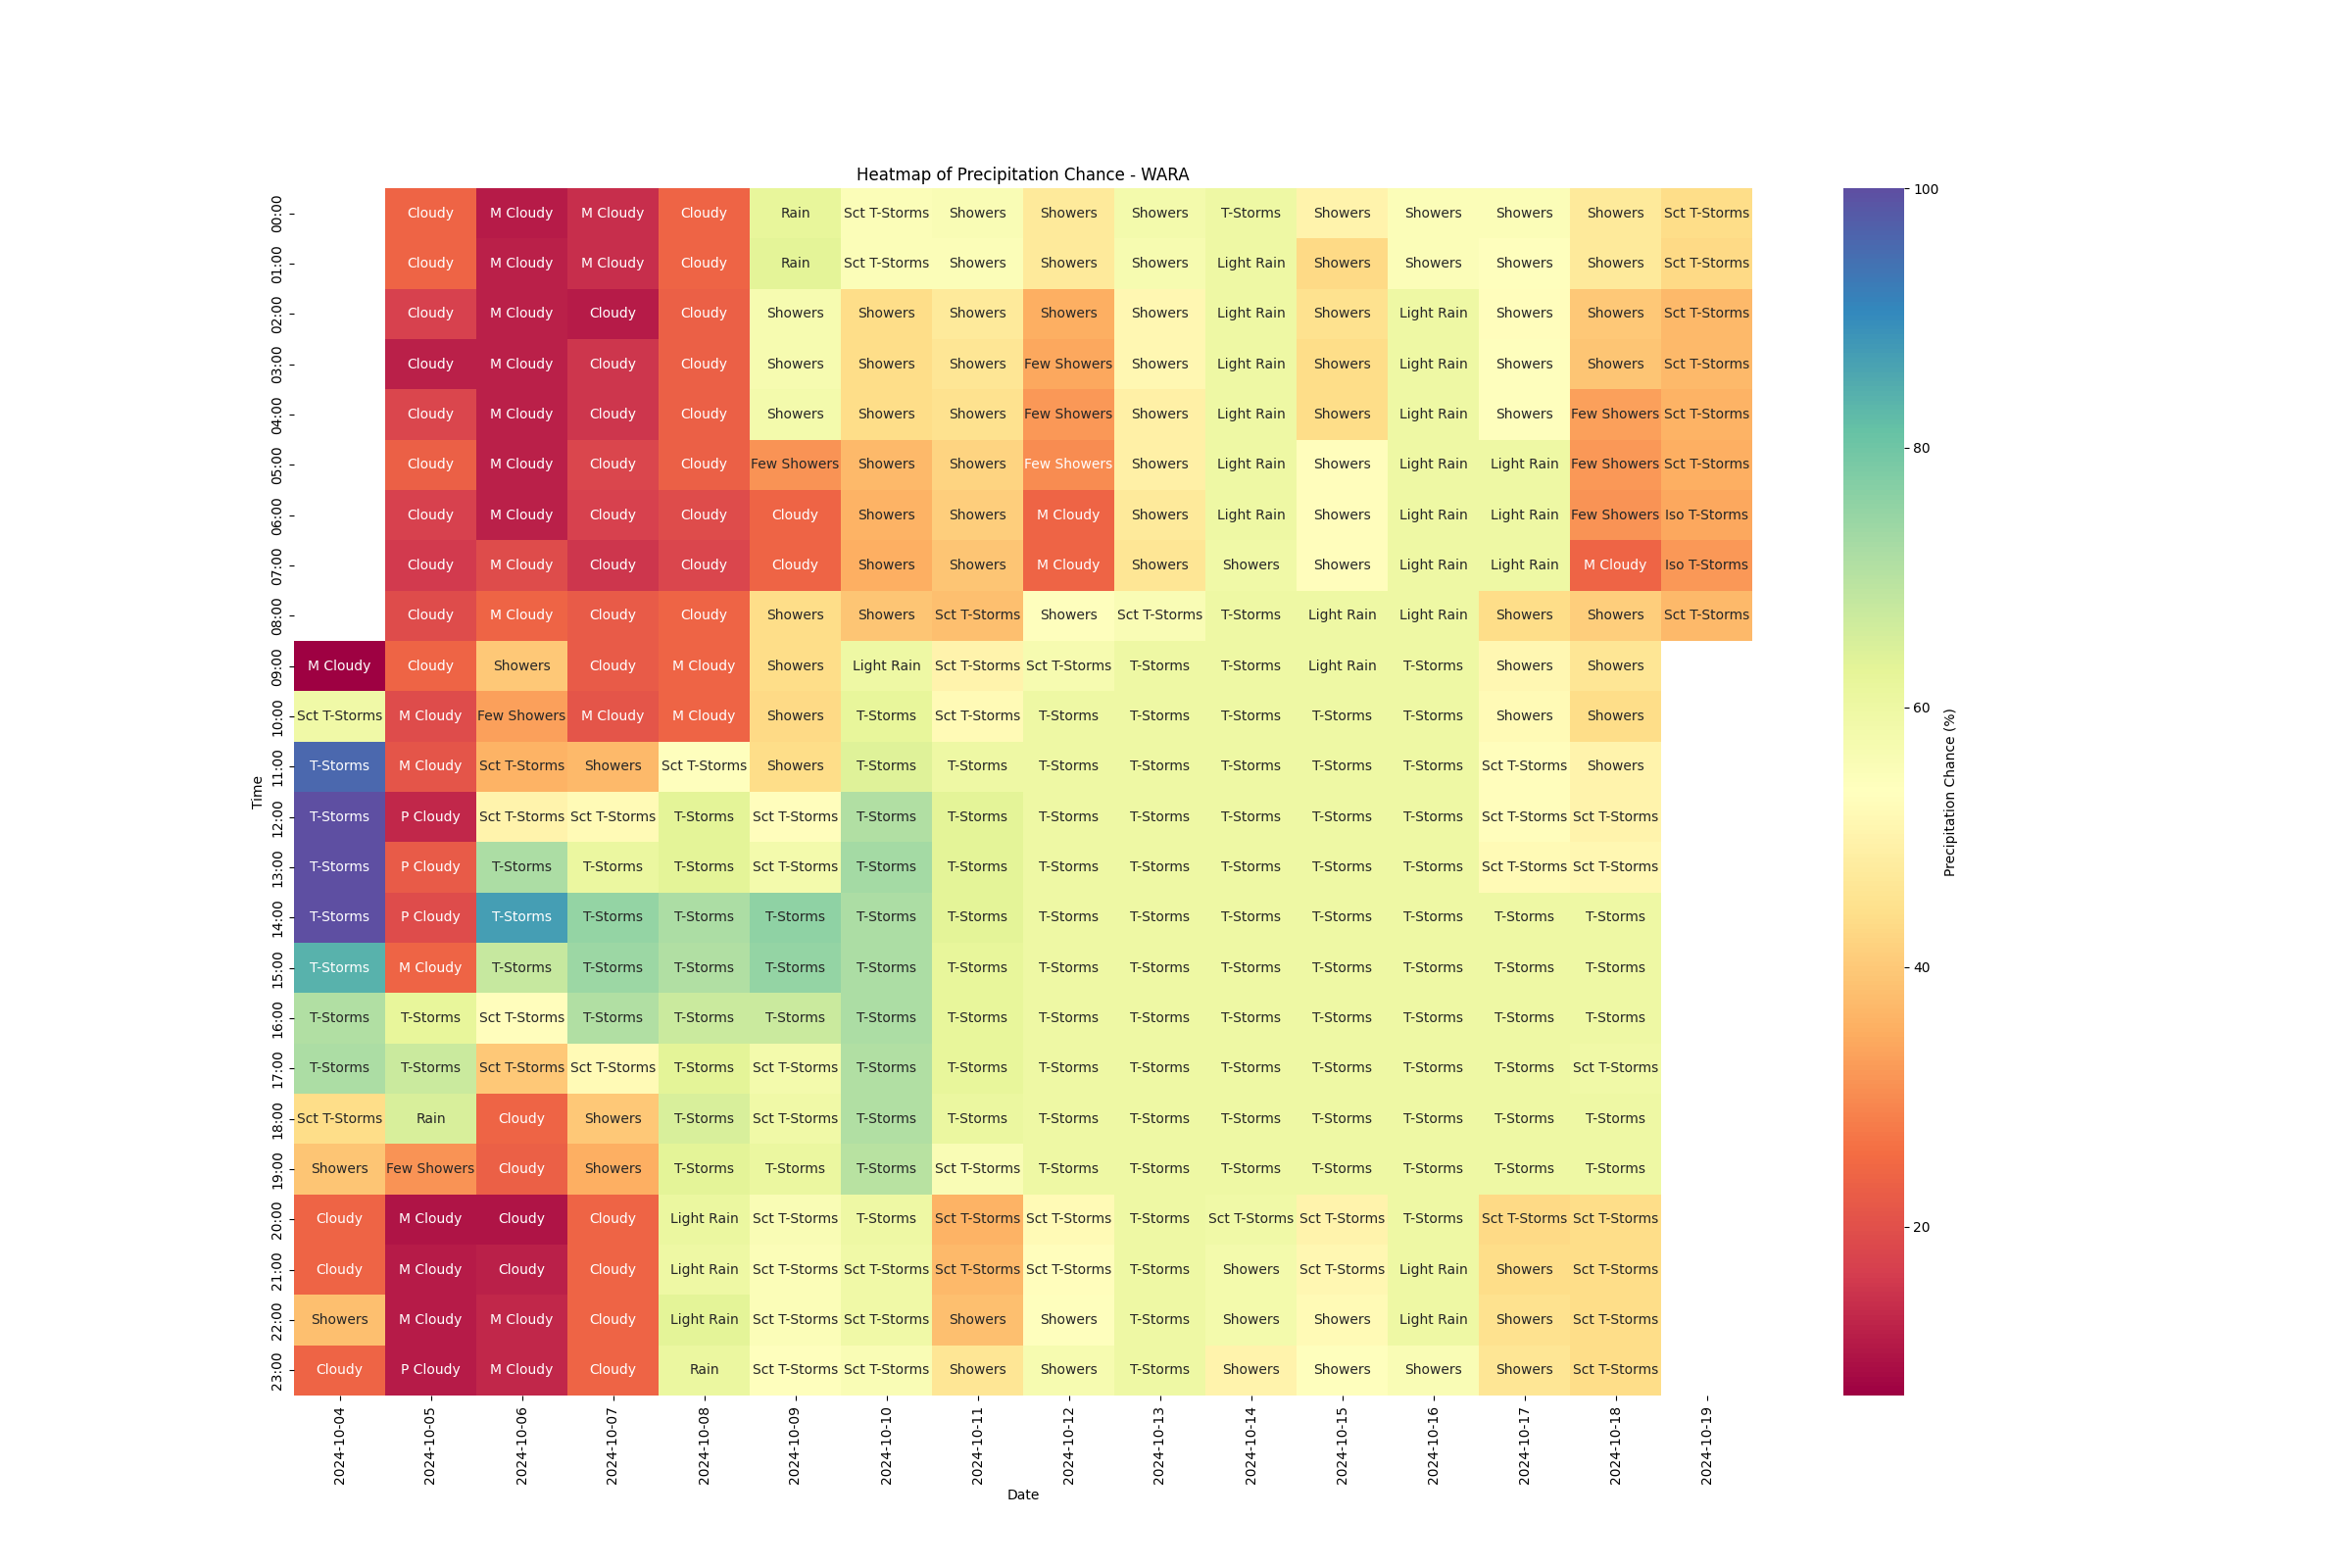 Heatmap of Precipitation Chance - WARA
00:00 Cloudy M Cloudy M Cloudy Cloudy Rain Sct T-Storms Showers Showers Showers T-Storms Showers Showers Showers Showers Sct T-Storms
01:00 Cloudy M Cloudy M Cloudy Cloudy Rain Sct T-Storms Showers Showers Showers Light Rain Showers Showers Showers Showers Sct T-Storms
02:00 Cloudy M Cloudy Cloudy Cloudy Showers Showers Showers Showers Showers Light Rain Showers Light Rain Showers Showers Sct T-Storms
03:00 Cloudy M Cloudy Cloudy Cloudy Showers Showers Showers Few Showers Showers Light Rain Showers Light Rain Showers Showers Sct T-Storms
04:00 Cloudy M Cloudy Cloudy Cloudy Showers Showers Showers Few Showers Showers Light Rain Showers Light Rain Showers Few Showers Sct T-Storms
05:00 Cloudy M Cloudy Cloudy Cloudy Few Showers Showers Showers Few Showers Showers Light Rain Showers Light Rain Light Rain Few Showers Sct T-Storms
06:00 Cloudy M Cloudy Cloudy Cloudy Cloudy Showers Showers M Cloudy Showers Light Rain Showers Light Rain Light Rain Few Showers Iso T-Storms
07:00 Cloudy M Cloudy Cloudy Cloudy Cloudy Showers Showers M Cloudy Showers Showers Showers Light Rain Light Rain M Cloudy Iso T-Storms
08:00 Cloudy M Cloudy Cloudy Cloudy Showers Showers Sct T-Storms Showers Sct T-Storms T-Storms Light Rain Light Rain Showers Showers Sct T-Storms
09:00 M Cloudy Cloudy Showers Cloudy M Cloudy Showers Light Rain Sct T-Storms Sct T-Storms T-Storms T-Storms Light Rain T-Storms Showers Showers
10:00 Sct T-Storms M Cloudy Few Showers M Cloudy M Cloudy Showers T-Storms Sct T-Storms T-Storms T-Storms T-Storms T-Storms T-Storms Showers Showers
11:00 T-Storms M Cloudy Sct T-Storms Showers Sct T-Storms Showers T-Storms T-Storms T-Storms T-Storms T-Storms T-Storms T-Storms Sct T-Storms Showers
12:00 T-Storms P Cloudy Sct T-Storms Sct T-Storms T-Storms Sct T-Storms T-Storms T-Storms T-Storms T-Storms T-Storms T-Storms T-Storms Sct T-Storms Sct T-Storms
13:00 T-Storms P Cloudy T-Storms T-Storms T-Storms Sct T-Storms T-Storms T-Storms T-Storms T-Storms T-Storms T-Storms T-Storms Sct T-Storms Sct T-Storms
14:00 T-Storms P Cloudy T-Storms T-Storms T-Storms T-Storms T-Storms T-Storms T-Storms T-Storms T-Storms T-Storms T-Storms T-Storms T-Storms
15:00 T-Storms M Cloudy T-Storms T-Storms T-Storms T-Storms T-Storms T-Storms T-Storms T-Storms T-Storms T-Storms T-Storms T-Storms T-Storms
16:00 T-Storms T-Storms Sct T-Storms T-Storms T-Storms T-Storms T-Storms T-Storms T-Storms T-Storms T-Storms T-Storms T-Storms T-Storms T-Storms
17:00 T-Storms T-Storms Sct T-Storms Sct T-Storms T-Storms Sct T-Storms T-Storms T-Storms T-Storms T-Storms T-Storms T-Storms T-Storms T-Storms Sct T-Storms
18:00 Sct T-Storms Rain Cloudy Showers T-Storms Sct T-Storms T-Storms T-Storms T-Storms T-Storms T-Storms T-Storms T-Storms T-Storms T-Storms
19:00 Showers Few Showers Cloudy Showers T-Storms T-Storms T-Storms Sct T-Storms T-Storms T-Storms T-Storms T-Storms T-Storms T-Storms T-Storms
20:00 Cloudy M Cloudy Cloudy Cloudy Light Rain Sct T-Storms T-Storms Sct T-Storms Sct T-Storms T-Storms Sct T-Storms Sct T-Storms T-Storms Sct T-Storms Sct T-Storms
21:00 Cloudy M Cloudy Cloudy Cloudy Light Rain Sct T-Storms Sct T-Storms Sct T-Storms Sct T-Storms T-Storms Showers Sct T-Storms Light Rain Showers Sct T-Storms
22:00 Showers M Cloudy M Cloudy Cloudy Light Rain Sct T-Storms Sct T-Storms Showers Showers T-Storms Showers Showers Light Rain Showers Sct T-Storms
23:00 Cloudy P Cloudy M Cloudy Cloudy Rain Sct T-Storms Sct T-Storms Showers Showers T-Storms Showers Showers Showers Showers Sct T-Storms
2024-10-04 2024-10-05 2024-10-06 2024-10-07 2024-10-08 2024-10-09 2024-10-10 2024-10-11 2024-10-12 2024-10-13 2024-10-14 2024-10-15 2024-10-16 2024-10-17 2024-10-18 2024-10-19
Date
Time
100
80
60
40
20
Precipitation Chance (%)